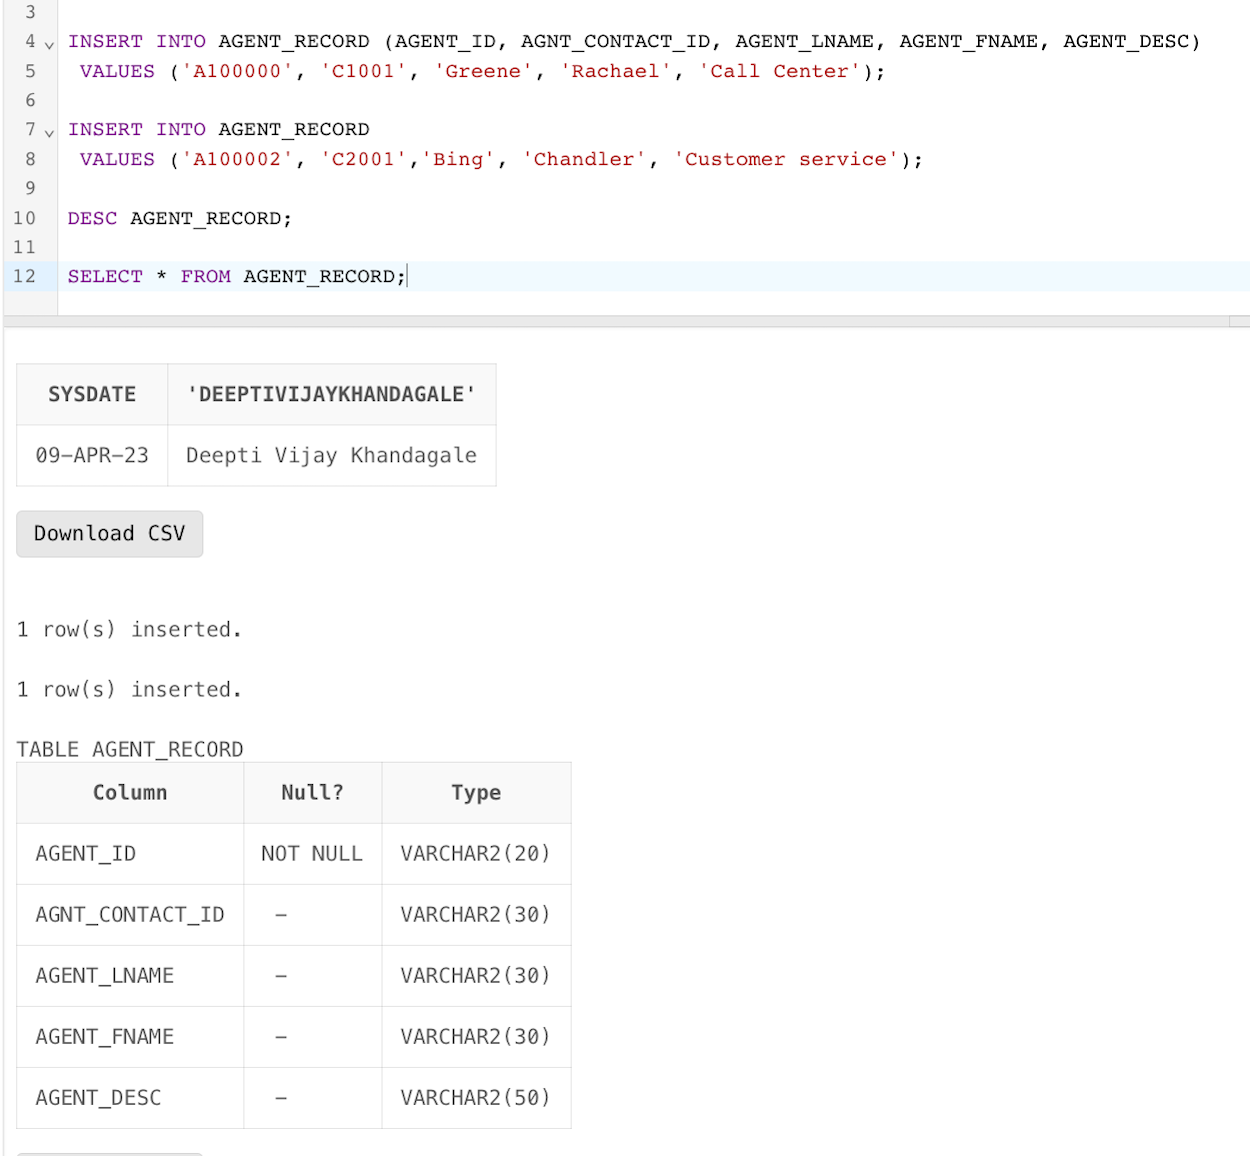 3
4 INSERT INTO AGENT_RECORD (AGENT_ID, AGNT_CONTACT_ID, AGENT_LNAME, AGENT_FNAME, AGENT_DESC)
5 VALUES ('A100000', 'C1001', 'Greene', 'Rachael', 'Call Center');
6
7 INSERT INTO AGENT_RECORD
8 VALUES ('A100002', 'C2001','Bing', 'Chandler', 'Customer service');
9
10 DESC AGENT_RECORD;
11
12 SELECT * FROM AGENT_RECORD;
SYSDATE 'DEEPTIVIJAYKHANDAGALE'
09-APR-23 Deepti Vijay Khandagale
Download CSV
1 row(s) inserted.
1 row(s) inserted.
TABLE AGENT_RECORD
Column Null? Type
AGENT_ID NOT NULL VARCHAR2(20)
AGNT_CONTACT_ID - VARCHAR2(30)
AGENT_LNAME - VARCHAR2(30)
AGENT_FNAME - VARCHAR2(30)
AGENT_DESC - VARCHAR2(50)